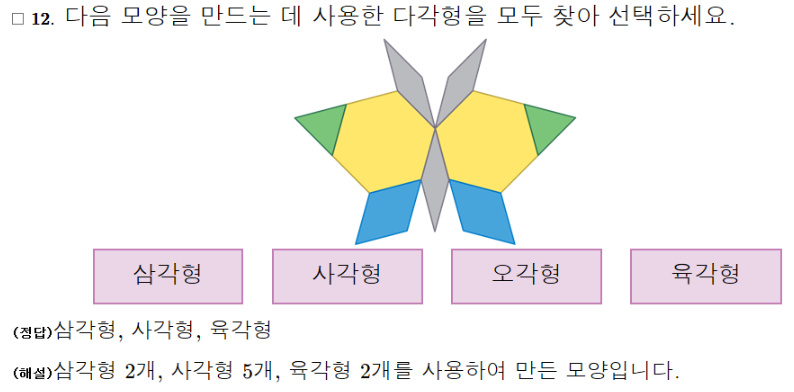 □ 12. 다음 모양을 만드는 데 사용한 다각형을 모두 찾아 선택하세요.
삼각형 사각형 오각형 육각형
(정답)삼각형, 사각형, 육각형
(해설)삼각형 2개, 사각형 5개, 육각형 2개를 사용하여 만든 모양입니다.